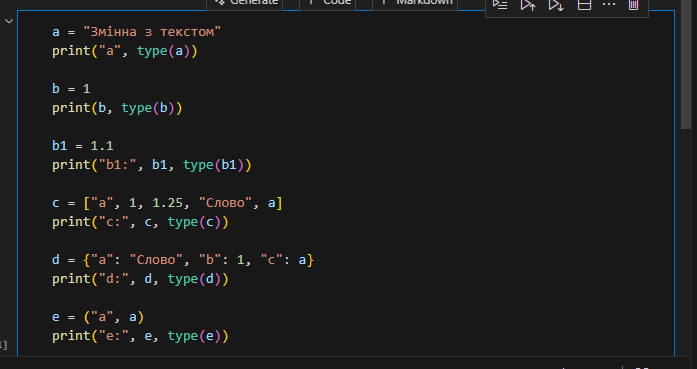 Generate
Code
Markdown
a = "Змінна з текстом"
print("a", type(a))
b = 1
print(b, type(b))
b1 = 1.1
print("b1:", b1, type(b1))
c = ["a", 1, 1.25, "Слово", a]
print("c:", c, type(c))
d = {"a": "Слово", "b": 1, "c": a}
print("d:", d, type(d))
e = ("a", a)
print("e:", e, type(e))